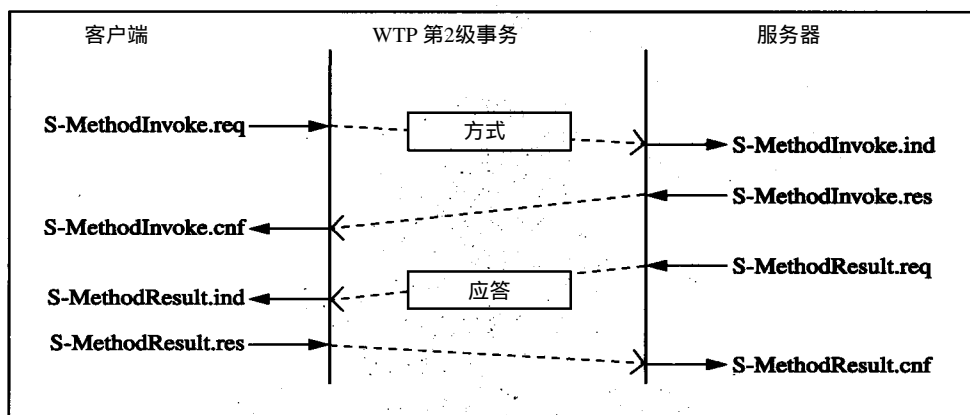 客户端 WTP 第2级事务 服务器
S-MethodInvoke.req 方式
S-MethodInvoke.ind
S-MethodInvoke.res
S-MethodInvoke.cnf
S-MethodResult.req
S-MethodResult.ind 应答
S-MethodResult.res
S-MethodResult.cnf